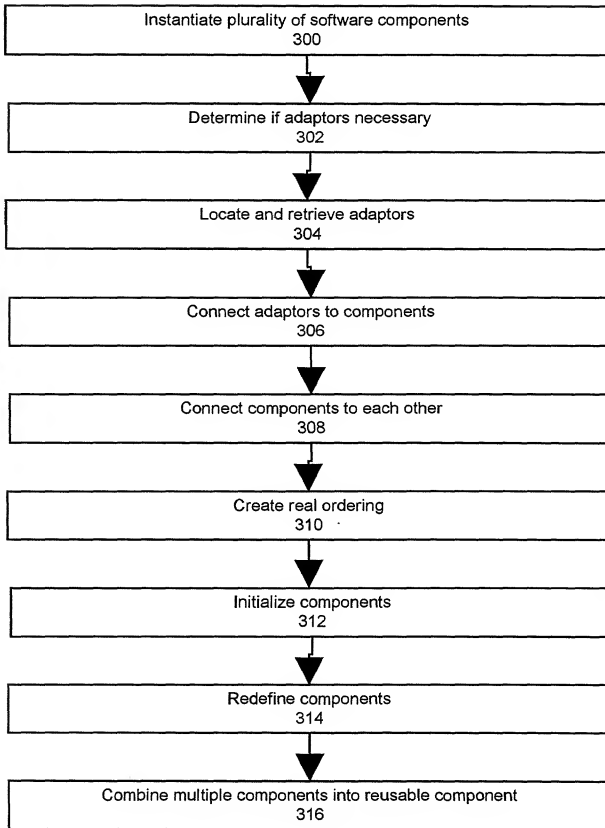 Instantiate plurality of software components
300
Determine if adaptors necessary
302
Locate and retrieve adaptors
304
Connect adaptors to components
306
Connect components to each other
308
Create real ordering
310
Initialize components
312
Redefine components
314
Combine multiple components into reusable component
316